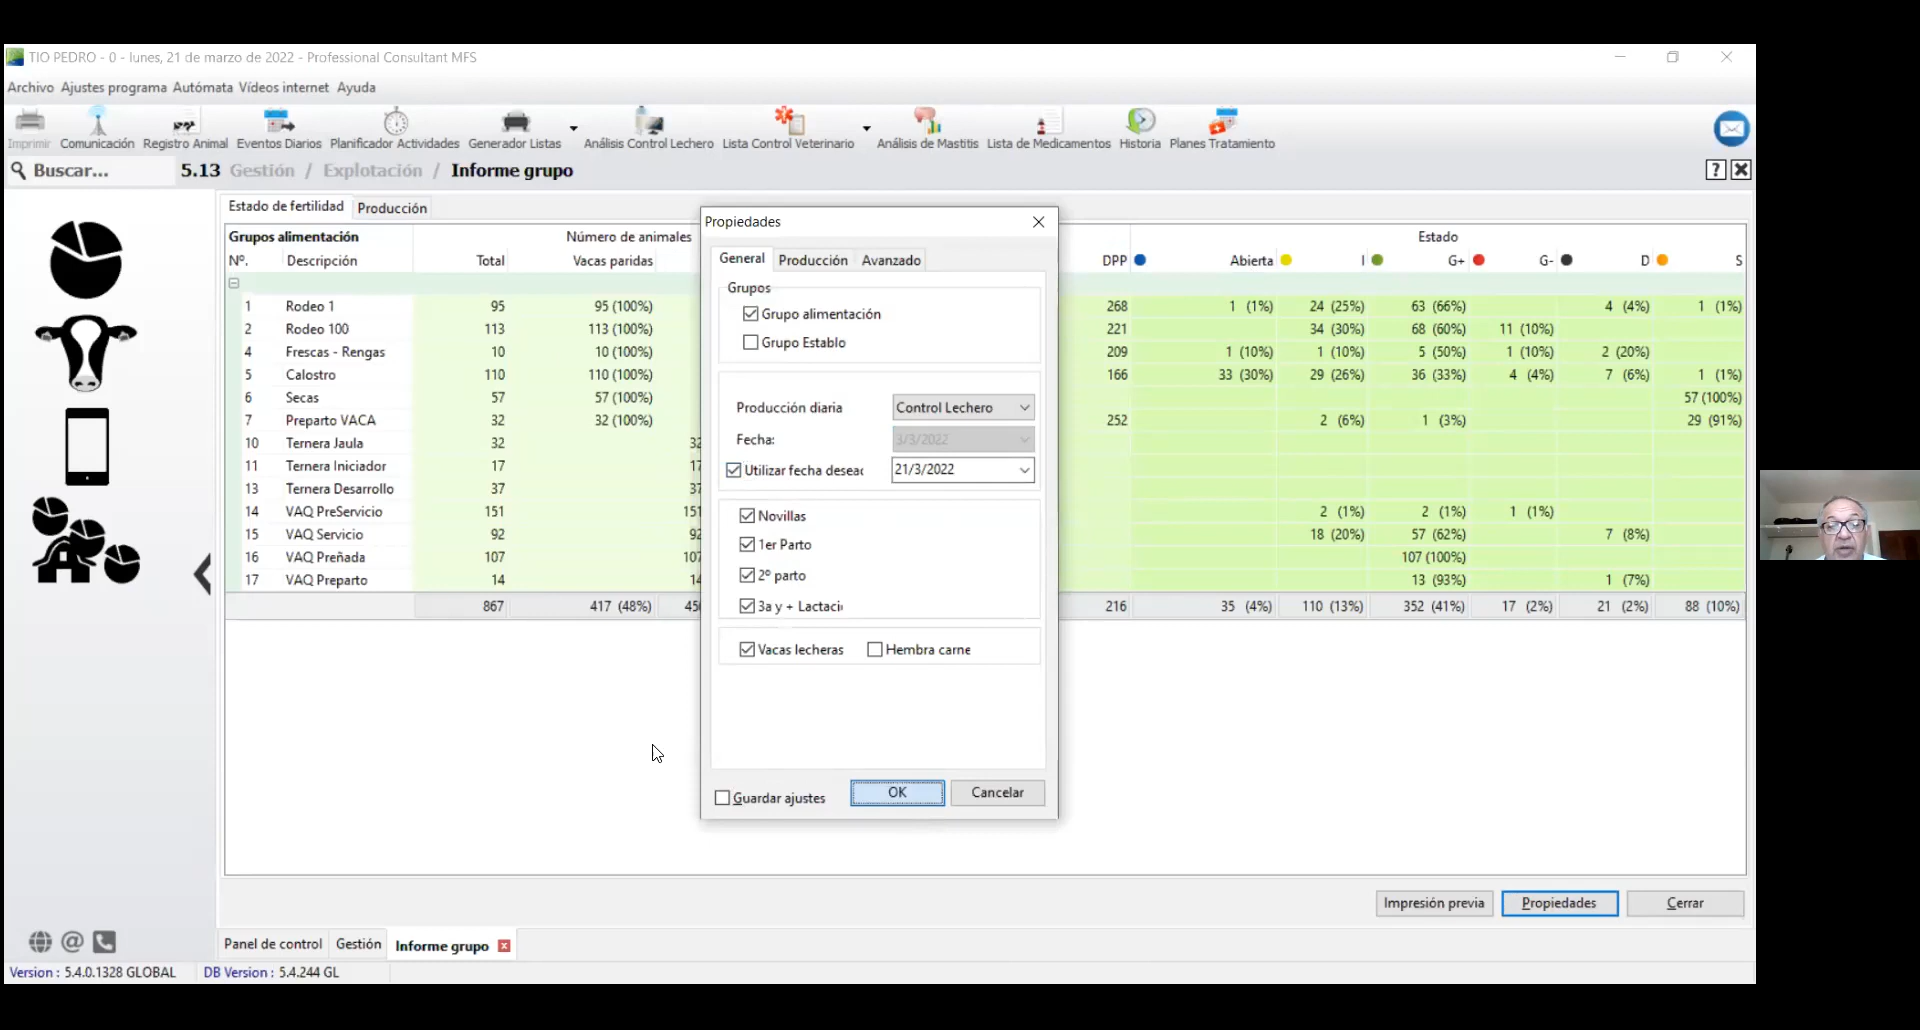 TIO PEDRO - 0 - lunes, 21 de marzo de 2022 - Professional Consultant MFS
Archivo Ajustes programa Autómata Vídeos internet Ayuda
Imprimir Comunicación Registro Animal Eventos Diarios Planificador Actividades Generador Listas Análisis Control Lechero Lista Control Veterinario Análisis de Mastitis Lista de Medicamentos Historia Planes Tratamiento
Buscar... 5.13 Gestión / Explotación / Informe grupo ?
Estado de fertilidad Producción
Grupos alimentación Número de animales Estado
Nº. Descripción Total Vacas paridas DPP Abierta I G+ G- D S
1 Rodeo 1 95 95 (100%) 268 1 (1%) 24 (25%) 63 (66%) 4 (4%) 1 (1%)
2 Rodeo 100 113 113 (100%) 221 34 (30%) 68 (60%) 11 (10%)
4 Frescas - Rengas 10 10 (100%) 209 1 (10%) 1 (10%) 5 (50%) 1 (10%) 2 (20%)
5 Calostro 110 110 (100%) 166 33 (30%) 29 (26%) 36 (33%) 4 (4%) 7 (6%) 1 (1%)
6 Secas 57 57 (100%) 57 (100%)
7 Preparto VACA 32 32 (100%) 252 2 (6%) 1 (3%) 29 (91%)
10 Ternera Jaula 32 32
11 Ternera Iniciador 17 17
13 Ternera Desarrollo 37 37
14 VAQ PreServicio 151 151 2 (1%) 2 (1%) 1 (1%)
15 VAQ Servicio 92 92 18 (20%) 57 (62%) 7 (8%)
16 VAQ Preñada 107 107 107 (100%)
17 VAQ Preparto 14 14 13 (93%) 1 (7%)
867 417 (48%) 45 216 35 (4%) 110 (13%) 352 (41%) 17 (2%) 21 (2%) 88 (10%)
Propiedades
General Producción Avanzado
Grupos
Grupo alimentación
Grupo Establo
Producción diaria Control Lechero
Fecha: 3/3/2022
Utilizar fecha deseac 21/3/2022
Novillas
1er Parto
2º parto
3a y + Lactaci
Vacas lecheras Hembra carne
Guardar ajustes OK Cancelar
Impresión previa Propiedades Cerrar
Panel de control Gestión Informe grupo
Version : 5.4.0.1328 GLOBAL DB Version : 5.4.244 GL